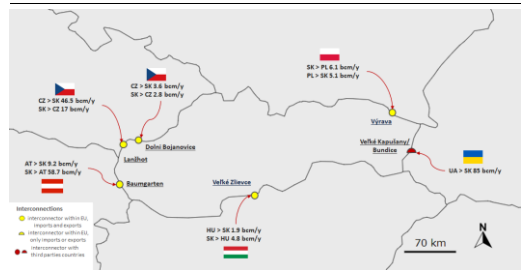 CZ > SK 3.6 bcm/y
SK > CZ 2.8 bcm/y
SK > PL 6.1 bcm/y
PL > SK 5.1 bcm/y
CZ > SK 46.5 bcm/y
SK > CZ 17 bcm/y
Výrava
Dolní Bojanovice
Veľké Kapušany/
Budince
Lanžhot
AT > SK 9.2 bcm/y
SK > AT 50.7 bcm/y
UA > SK 85 bcm/y
Baumgarten
Veľké Zlievce
Interconnections
Interconnector within EU,
imports and exports
Interconnector within EU,
only imports or exports
Interconnector with
third parties countries
HU > SK 1.9 bcm/y
SK > HU 4.8 bcm/y
70 km
N